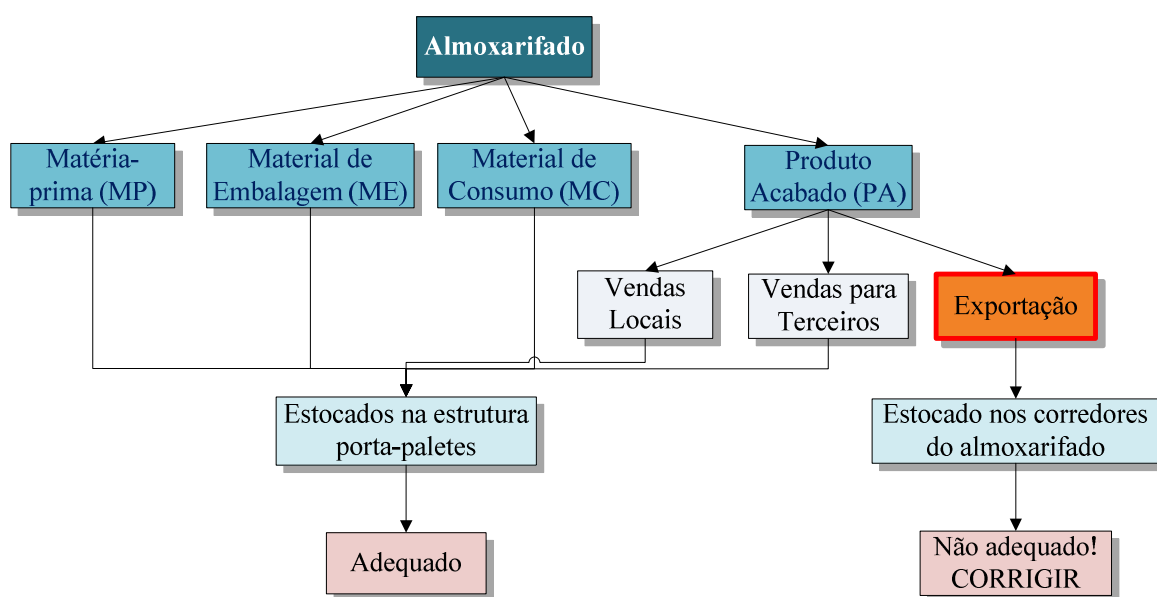 Almoxarifado
Matéria-
prima (MP)
Material de
Embalagem (ME)
Material de
Consumo (MC)
Produto
Acabado (PA)
Vendas
Locais
Vendas para
Terceiros
Exportação
Estocados na estrutura
porta-paletes
Estocado nos corredores
do almoxarifado
Adequado
Não adequado!
CORRIGIR